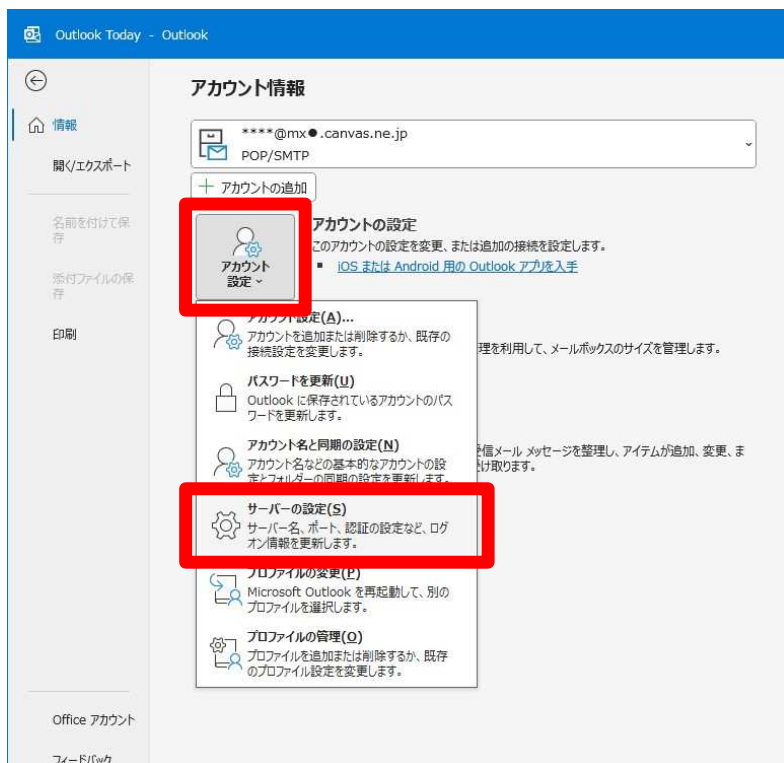 Outlook Today - Outlook
アカウント情報
情報
****@mx●.canvas.ne.jp
POP/SMTP
開く/エクスポート
アカウントの追加
名前を付けて保
存
アカウントの設定
このアカウントの設定を変更、または追加の接続を設定します。
アカウント
設定
▪ iOS または Android 用の Outlook アプリを入手
添付ファイルの保
存
印刷
アカウント設定(A)...
アカウントを追加または削除するか、既存の
接続設定を変更します。
理を利用して、メールボックスのサイズを管理します。
パスワードを更新(U)
Outlook に保存されているアカウントのパス
ワードを更新します。
アカウント名と同期の設定(N)
アカウント名などの基本的なアカウントの設
定とフォルダーの同期の設定を更新します。
受信メール メッセージを整理し、アイテムが追加、変更、ま
け取ります。
サーバーの設定(S)
サーバー名、ポート、認証の設定など、ログ
オン情報を更新します。
プロファイルの変更(P)
Microsoft Outlook を再起動して、別の
プロファイルを選択します。
プロファイルの管理(O)
プロファイルを追加または削除するか、既存
のプロファイル設定を変更します。
Office アカウント
フィードバック